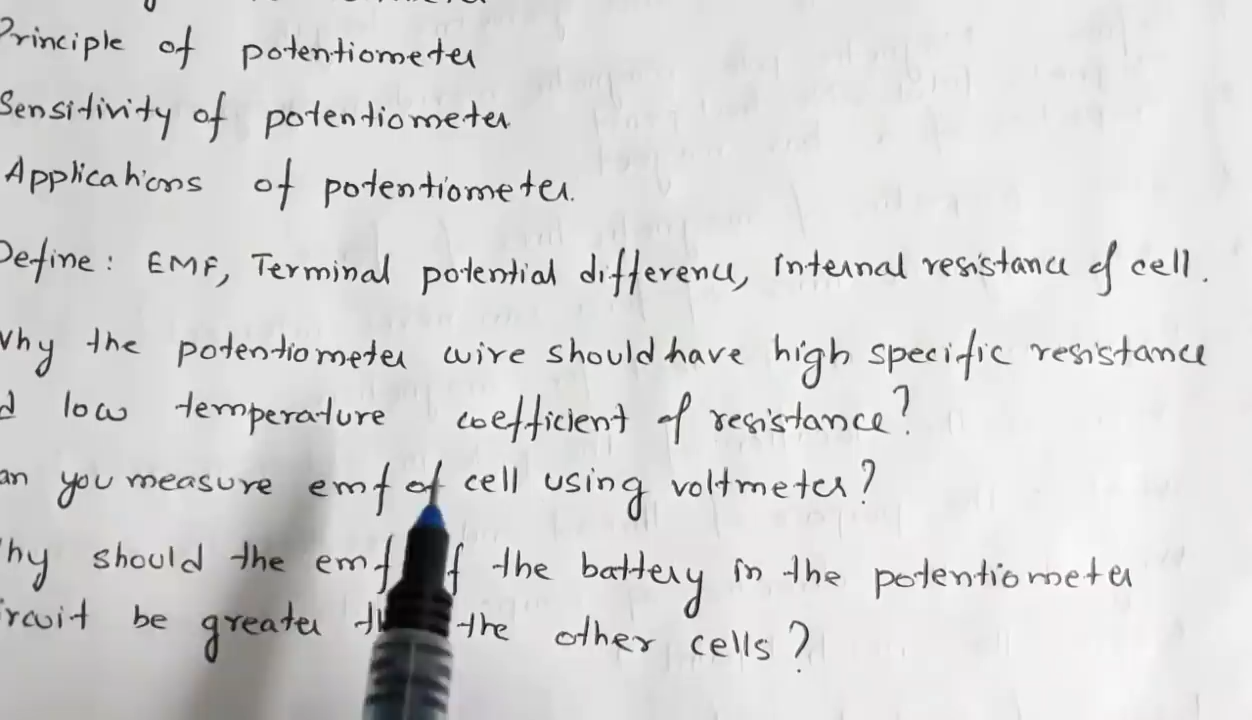 Principle of potentiometer
Sensitivity of potentiometer
Applications of potentiometer.
Define: EMF, Terminal potential difference, internal resistance of cell.
Why the potentiometer wire should have high specific resistance
low temperature coefficient of resistance?
you measure emf of cell using voltmeter?
should the emf of the battery in the potentiometer
be greater the other cells?